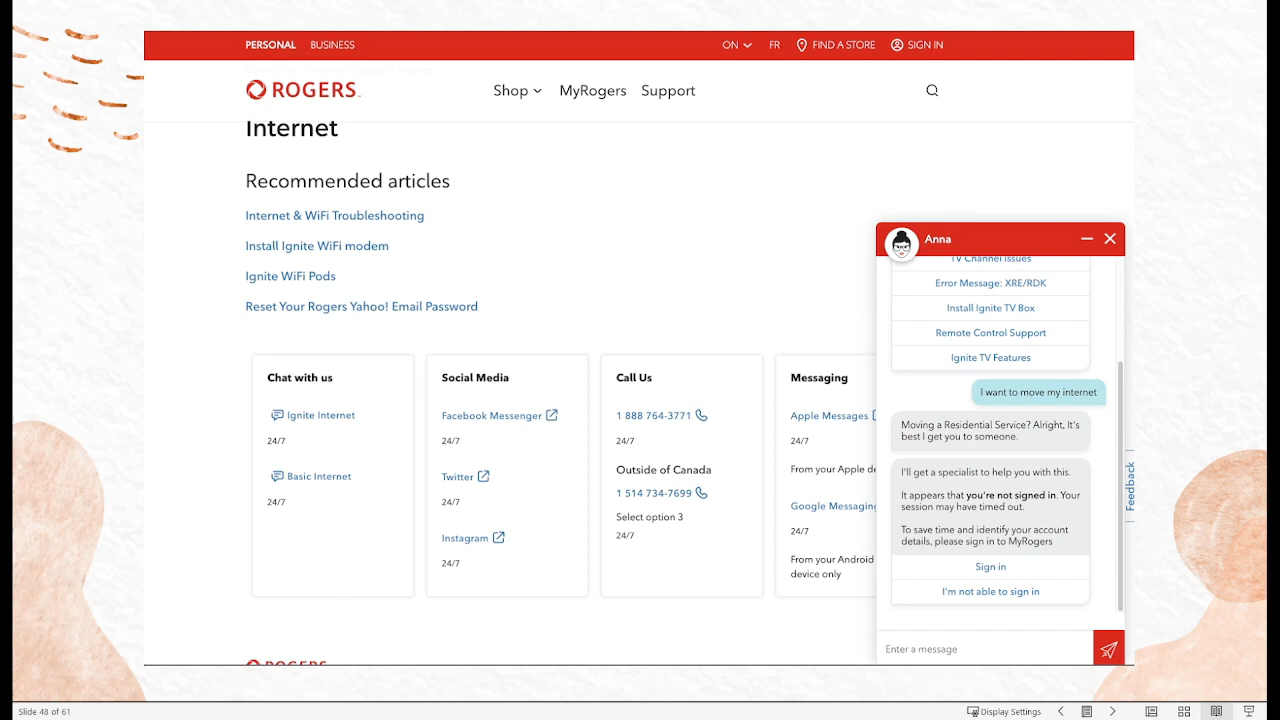 PERSONAL BUSINESS ON FR FIND A STORE SIGN IN
ROGERS Shop MyRogers Support
Internet
Recommended articles
Internet & WiFi Troubleshooting
Install Ignite WiFi modem
Ignite WiFi Pods
Reset Your Rogers Yahoo! Email Password
Chat with us
Ignite Internet
24/7
Basic Internet
24/7
Social Media
Facebook Messenger
24/7
Twitter
24/7
Instagram
24/7
Call Us
1 888 764-3771
24/7
Outside of Canada
1 514 734-7699
Select option 3
24/7
Messaging
Apple Messages
24/7
From your Apple de
Google Messaging
24/7
From your Android
device only
Anna
TV Channel Issues
Error Message: XRE/RDK
Install Ignite TV Box
Remote Control Support
Ignite TV Features
I want to move my internet
Moving a Residential Service? Alright, It's
best I get you to someone.
I'll get a specialist to help you with this.
It appears that you're not signed in. Your
session may have timed out.
To save time and identify your account
details, please sign in to MyRogers
Sign in
I'm not able to sign in
Enter a message
Feedback
ROGERS
Slide 48 of 61 Display Settings